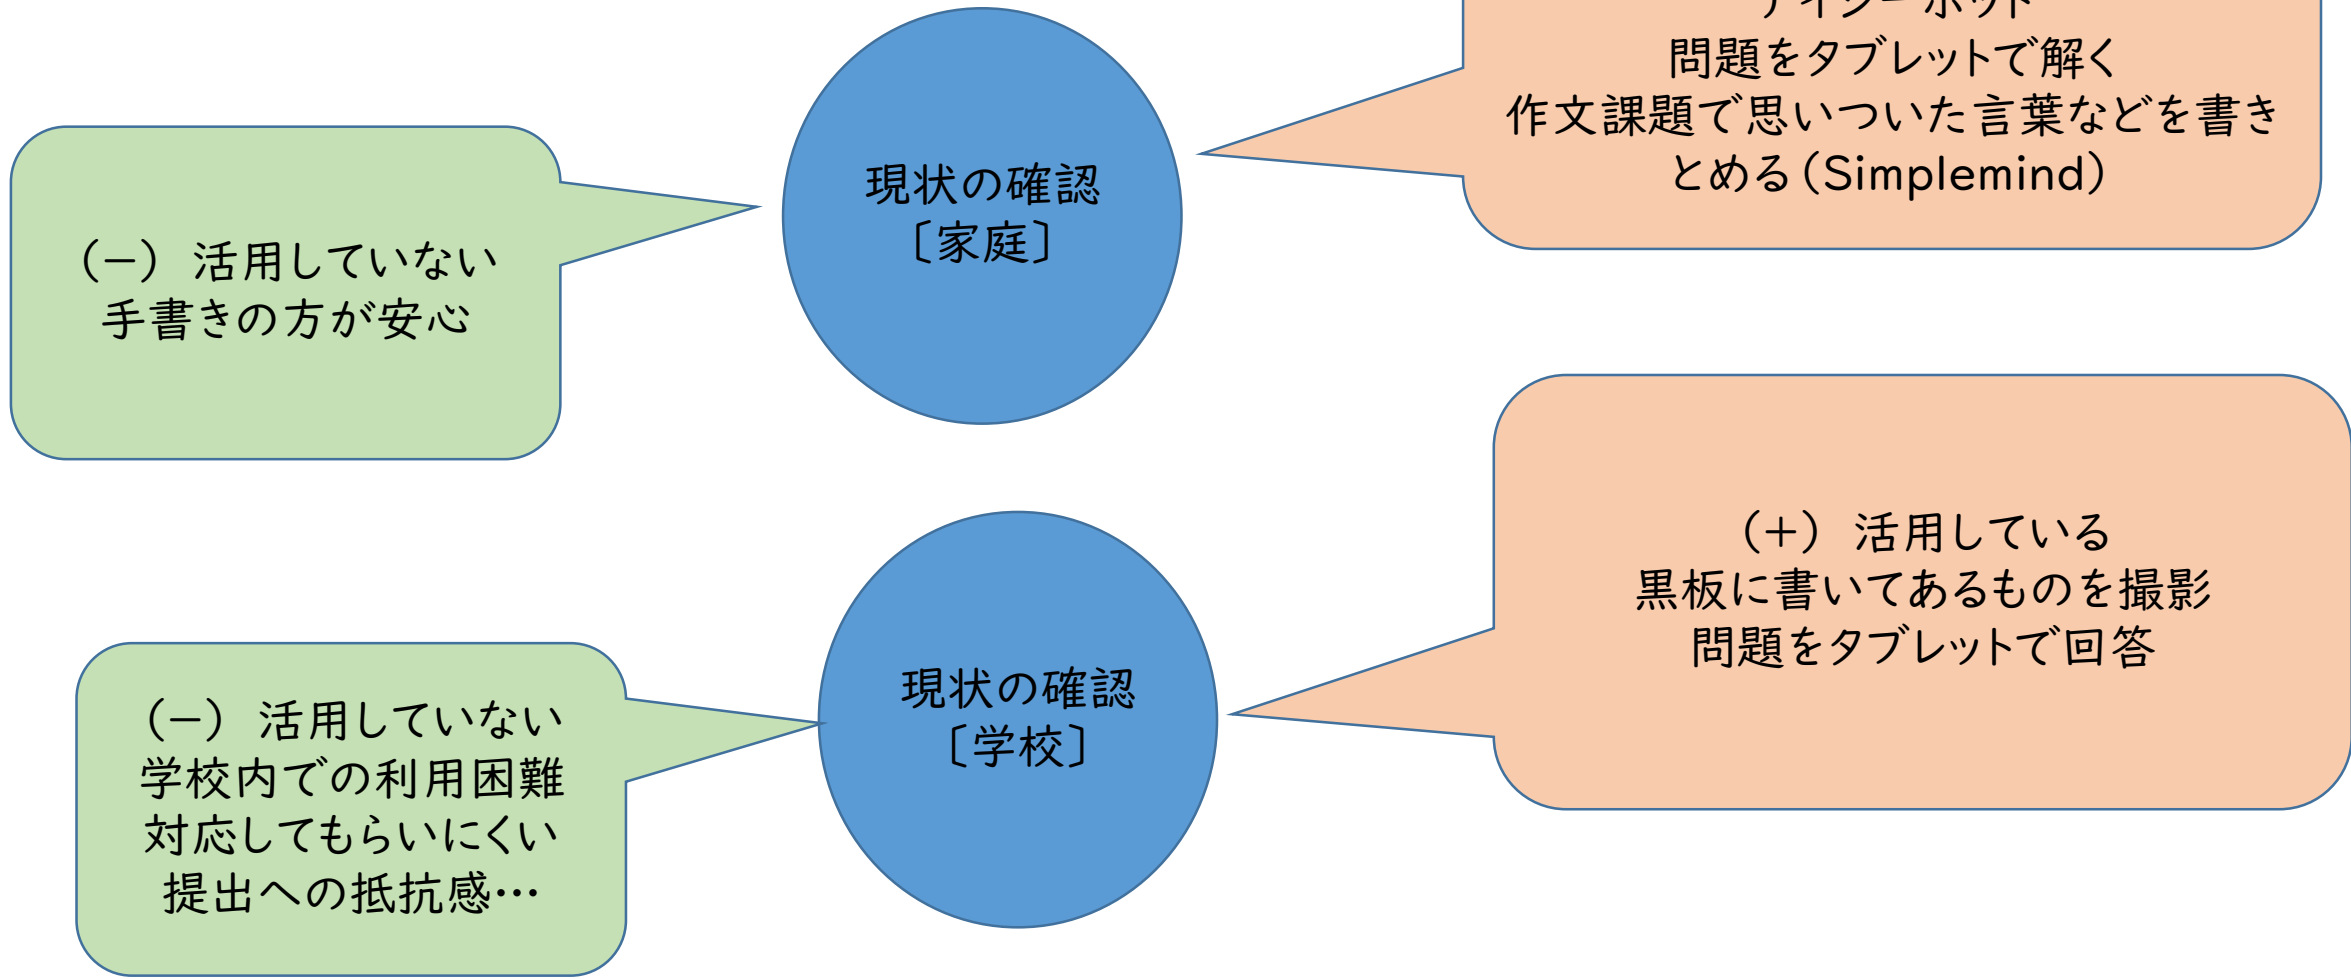 問題をタブレットで解く
作文課題で思いついた言葉などを書き
とめる(Simplemind)
現状の確認
〔家庭〕
(－) 活用していない
手書きの方が安心
(＋) 活用している
黒板に書いてあるものを撮影
問題をタブレットで回答
現状の確認
〔学校〕
(－) 活用していない
学校内での利用困難
対応してもらいにくい
提出への抵抗感…